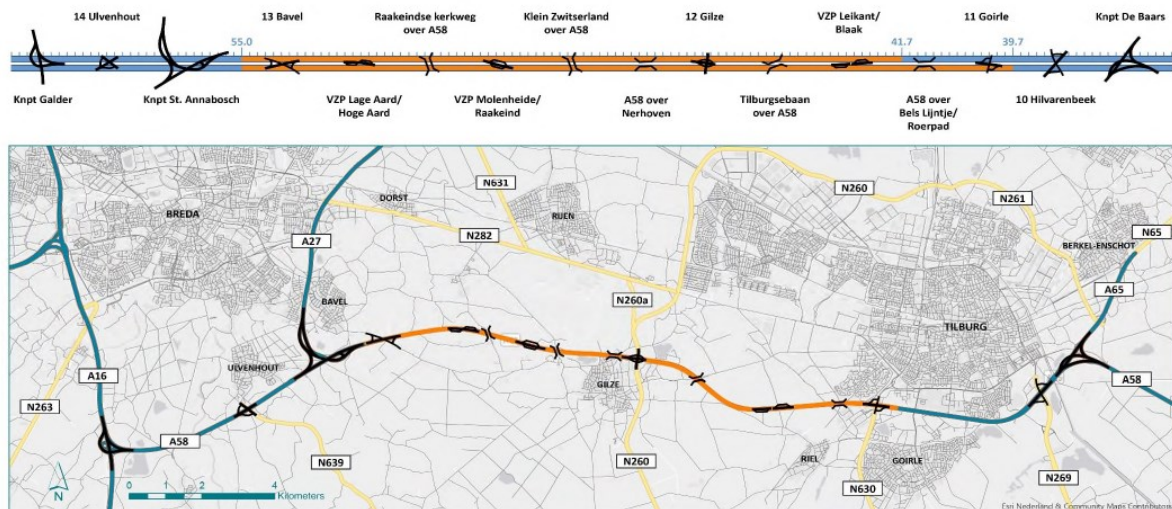 14 Ulvenhout
13 Bavel
Raakeindse kerkweg
over A58
Klein Zwitserland
over A58
12 Gilze
VZP Leikant/
Blaak
11 Goirle
Knpt De Baars
55.0
41.7
39.7
Knpt Galder
Knpt St. Annabosch
VZP Lage Aard/
Hoge Aard
VZP Molenheide/
Raakeind
A58 over
Nerhoven
Tilburgsebaan
over A58
A58 over
Bels Lijntje/
Roerpad
10 Hilvarenbeek
N631
N260
N261
DORST
BREDA
RIJEN
N65
A27
N282
BERKEL-ENSCHOT
BAVEL
N260a
A65
TILBURG
ULVENHOUT
A16
GILZE
A58
N263
A58
RIEL
GOIRLE
N639
N260
N630
N269
N
0 1 2 4
Kilometers
Esri Nederland & Community Maps Contributors